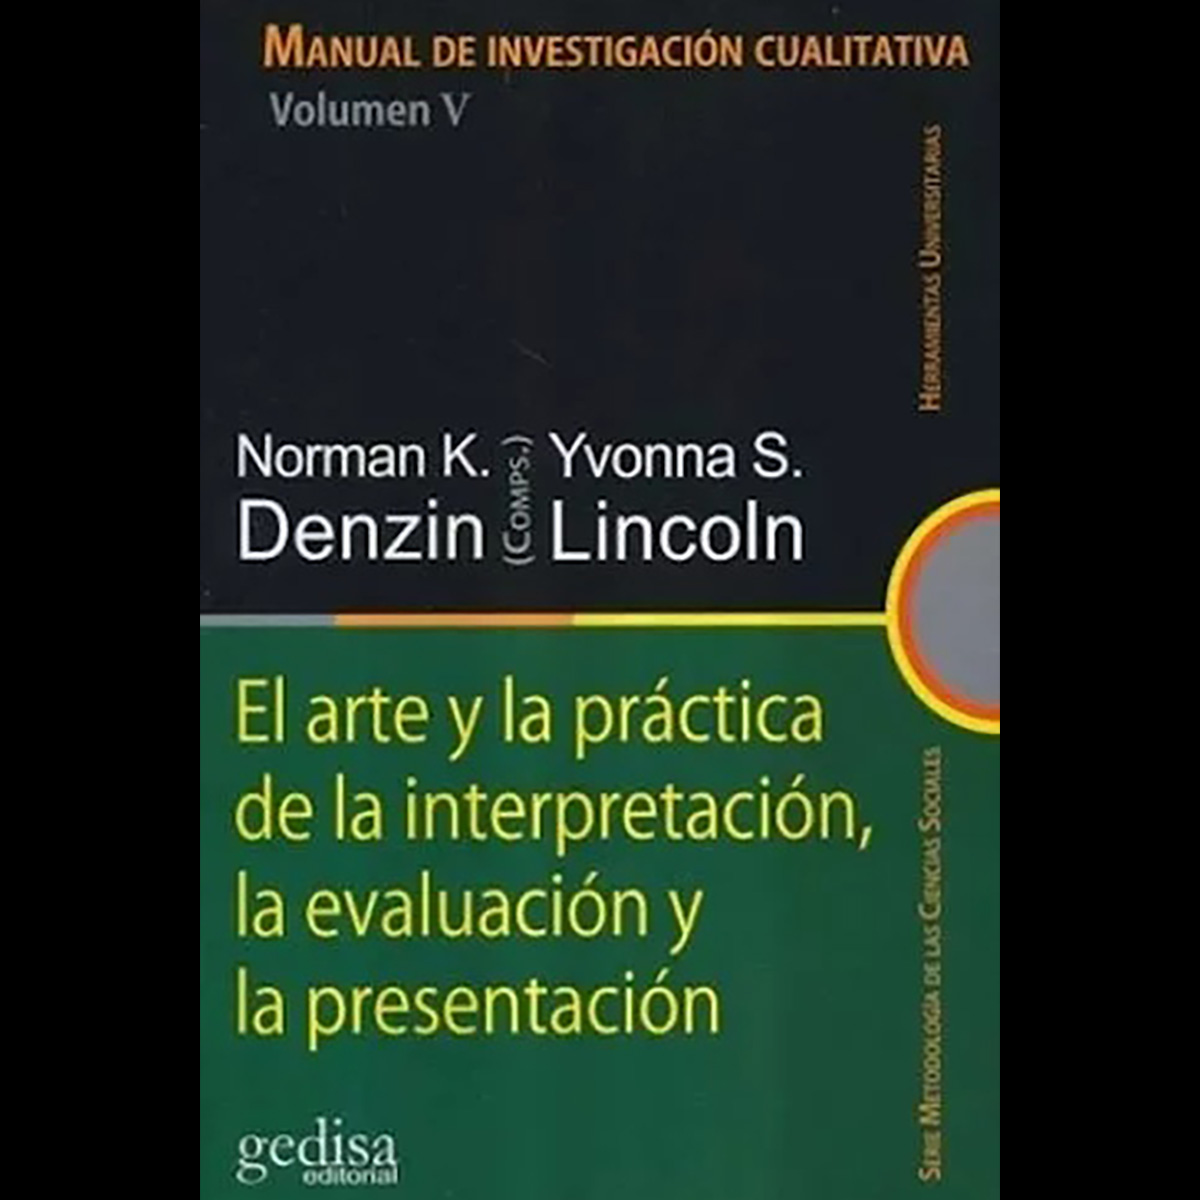 MANUAL DE INVESTIGACIÓN CUALITATIVA
Volumen V
HERRAMIENTAS UNIVERSITARIAS
Norman K.
Denzin
(COMPS.)
Yvonna S.
Lincoln
El arte y la práctica
de la interpretación,
la evaluación y
la presentación
SERIE METODOLOGÍA DE LAS CIENCIAS SOCIALES
gedisa
editorial